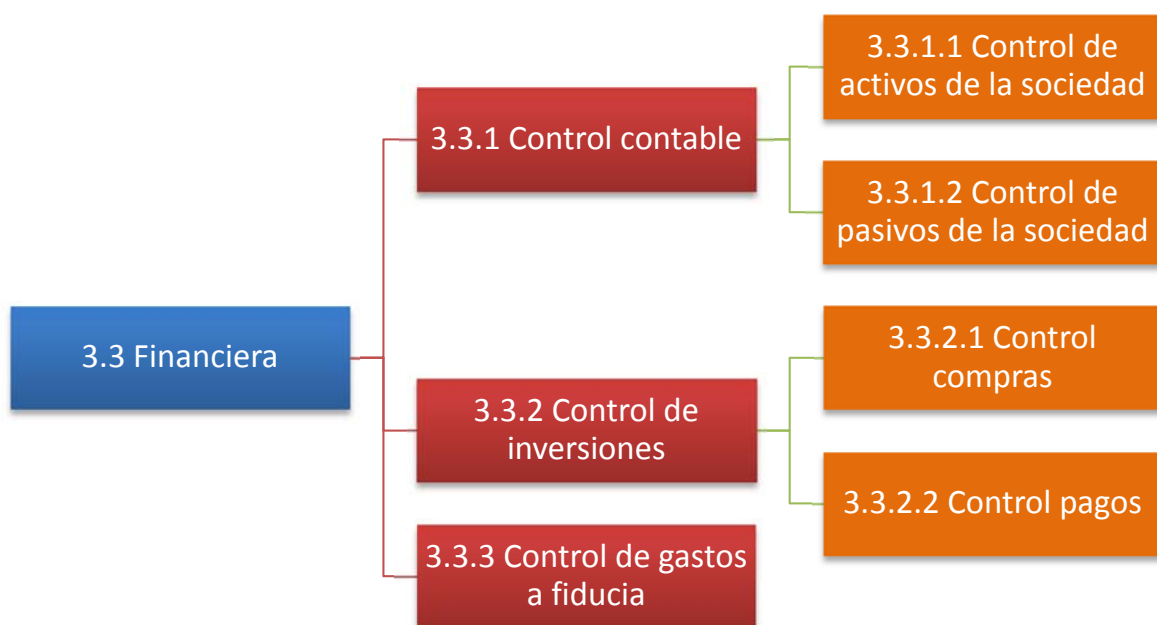 3.3 Financiera
3.3.1 Control contable
3.3.1.1 Control de
activos de la sociedad
3.3.1.2 Control de
pasivos de la sociedad
3.3.2 Control de
inversiones
3.3.2.1 Control
compras
3.3.2.2 Control pagos
3.3.3 Control de gastos
a fiducia